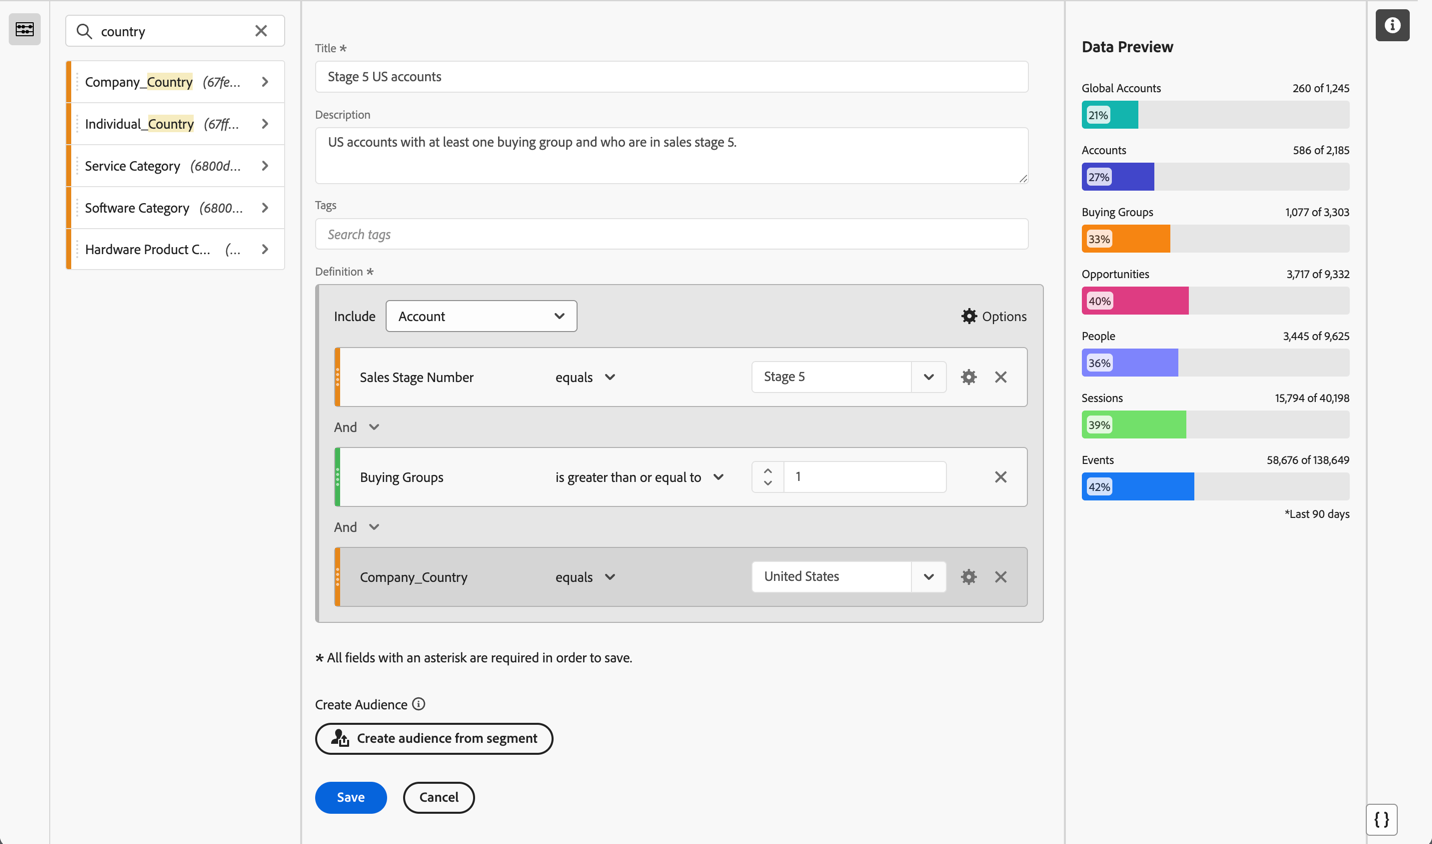 country
Company_Country (67fe...
Individual_Country (67ff...
Service Category (6800d...
Software Category (6800...
Hardware Product C... (...
Title *
Stage 5 US accounts
Description
US accounts with at least one buying group and who are in sales stage 5.
Tags
Search tags
Definition *
Include Account Options
Sales Stage Number equals Stage 5
And
Buying Groups is greater than or equal to 1
And
Company_Country equals United States
* All fields with an asterisk are required in order to save.
Create Audience
Create audience from segment
Save Cancel
Data Preview
Global Accounts 260 of 1,245
21%
Accounts 586 of 2,185
27%
Buying Groups 1,077 of 3,303
33%
Opportunities 3,717 of 9,332
40%
People 3,445 of 9,625
36%
Sessions 15,794 of 40,198
39%
Events 58,676 of 138,649
42%
*Last 90 days
{ }